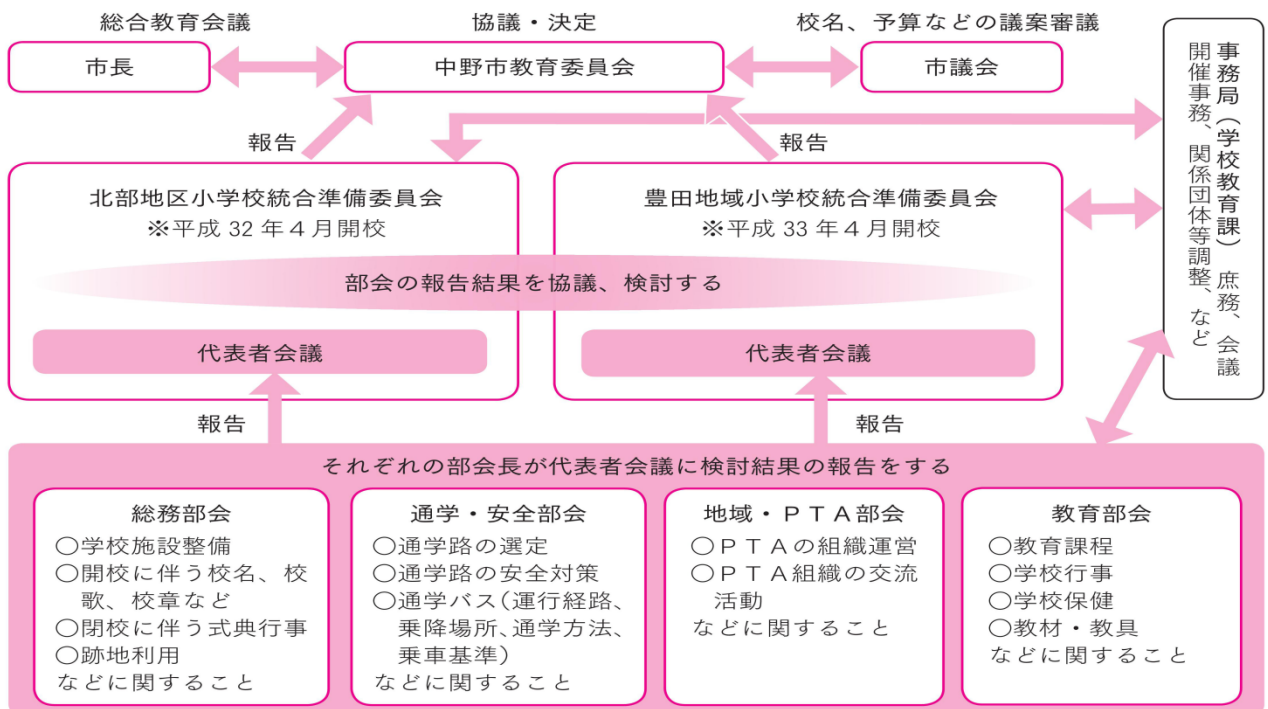 総合教育会議
協議・決定
校名、予算などの議案審議
市長
中野市教育委員会
市議会
事務局（学校教育課）　庶務、会議
開催事務、関係団体等調整、など
報告
報告
北部地区小学校統合準備委員会
※平成 32 年 4 月開校
豊田地域小学校統合準備委員会
※平成 33 年 4 月開校
部会の報告結果を協議、検討する
代表者会議
代表者会議
報告
報告
それぞれの部会長が代表者会議に検討結果の報告をする
総務部会
○学校施設整備
○開校に伴う校名、校
歌、校章など
○閉校に伴う式典行事
○跡地利用
などに関すること
通学・安全部会
○通学路の選定
○通学路の安全対策
○通学バス（運行経路、
乗降場所、通学方法、
乗車基準）
などに関すること
地域・ＰＴＡ部会
○ＰＴＡの組織運営
○ＰＴＡ組織の交流
活動
などに関すること
教育部会
○教育課程
○学校行事
○学校保健
○教材・教具
などに関すること